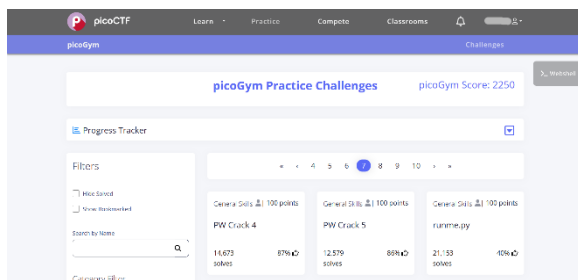 picoCTF
Learn Practice Compete Classrooms
picoGym Challenges
Webshell
picoGym Practice Challenges picoGym Score: 2250
Progress Tracker
Filters
« ‹ 4 5 6 7 8 9 10 › »
Hide Solved
Show Bookmarked
Search by Name
General Skills | 100 points General Skills | 100 points General Skills | 100 points
PW Crack 4 PW Crack 5 runme.py
14,673 solves 87% 12,579 solves 86% 21,153 solves 40%
Category Filter